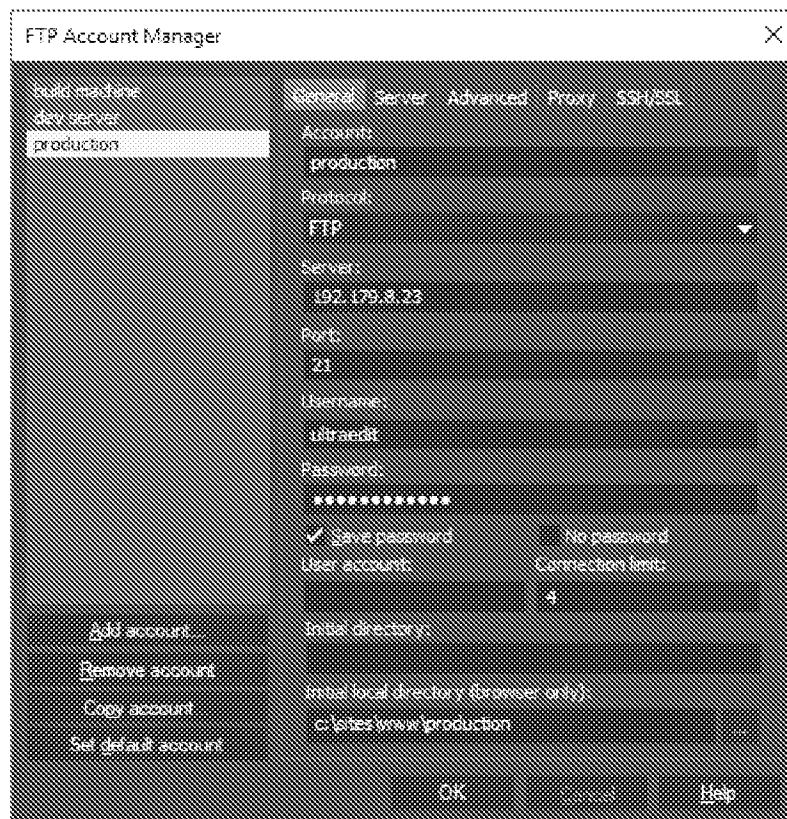 FTP Account Manager
build machine
dev server
production
General Server Advanced Proxy SSH/SSL
Account:
production
Protocol:
FTP
Server:
192.179.8.23
Port:
21
Username:
ultraedit
Password:
Save password
No password
User account:
Connection limit:
4
Initial directory:
Initial local directory (browser only):
c:\sites\www\production
...
Add account
Remove account
Copy account
Set default account
OK
Cancel
Help